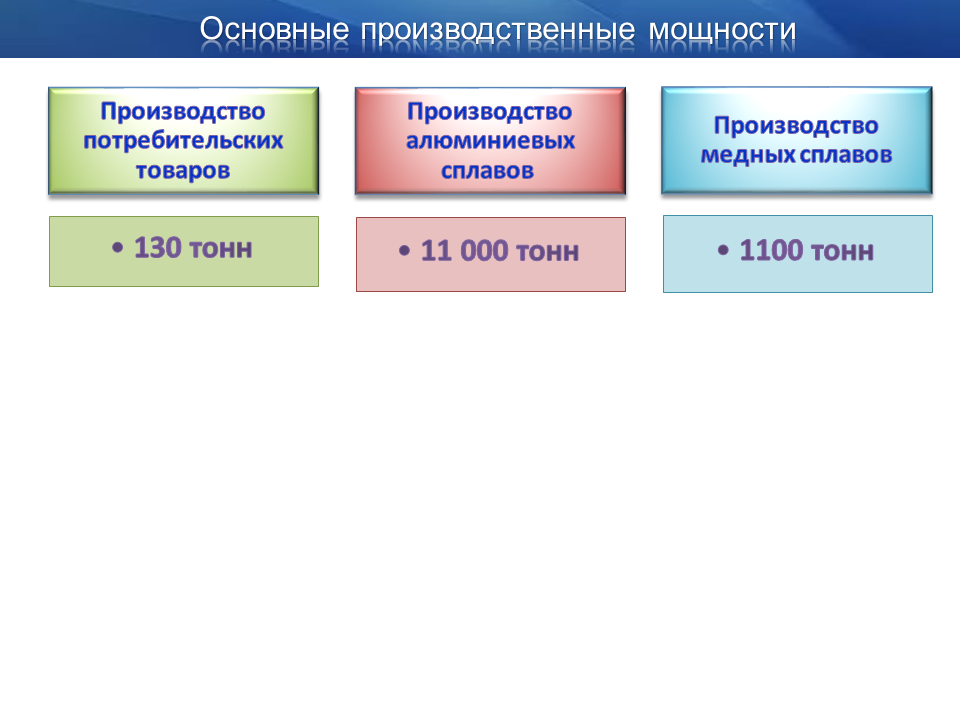 Основные производственные мощности
Производство
потребительских
товаров
• 130 тонн
Производство
алюминиевых
сплавов
• 11 000 тонн
Производство
медных сплавов
• 1100 тонн